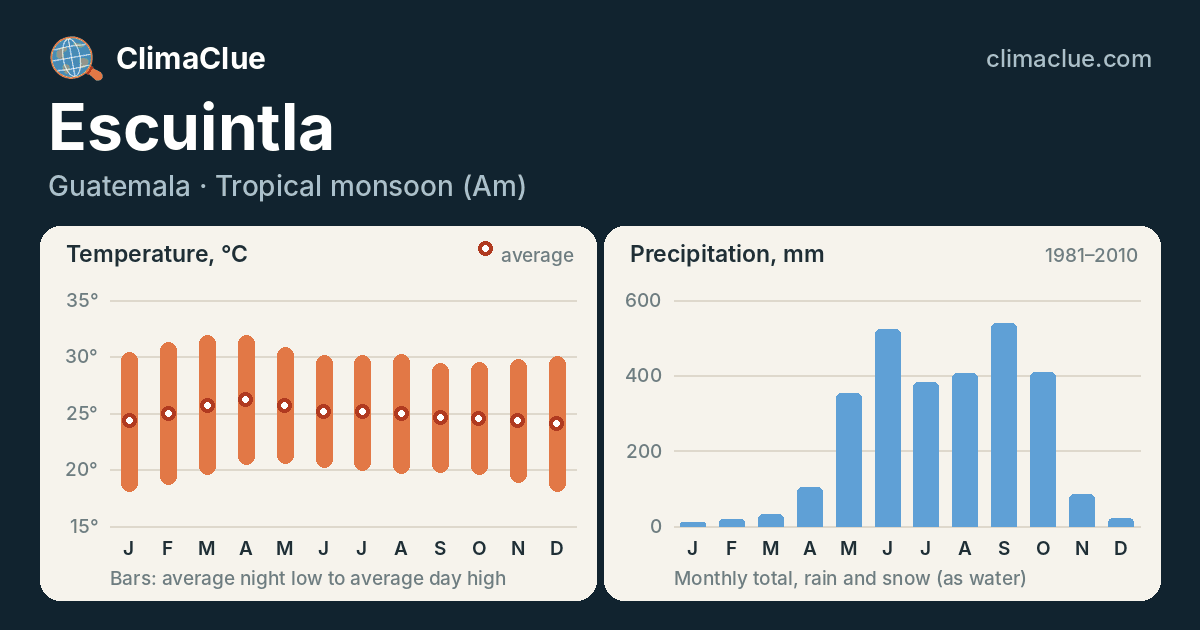 ClimaClue
climaclue.com
Escuintla
Guatemala · Tropical monsoon (Am)
Temperature, °C
average
35°
30°
25°
20°
15°
J F M A M J J A S O N D
Bars: average night low to average day high
Precipitation, mm
1981–2010
600
400
200
0
J F M A M J J A S O N D
Monthly total, rain and snow (as water)